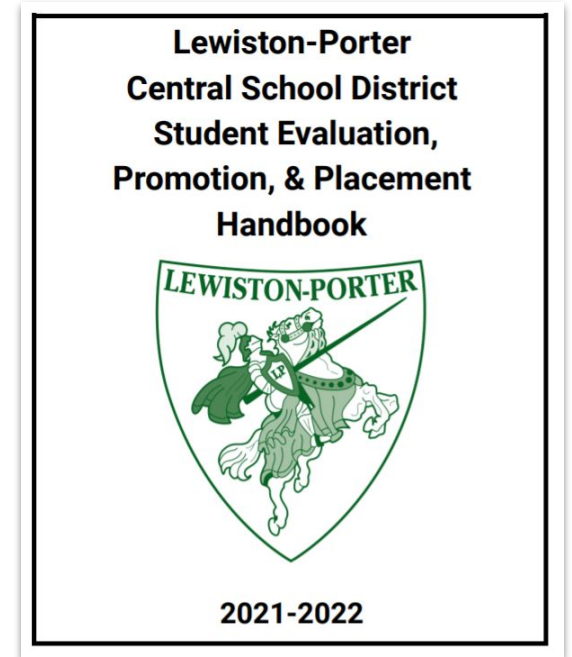 Lewiston-Porter
Central School District
Student Evaluation,
Promotion, & Placement
Handbook
LEWISTON-PORTER
LP
2021-2022